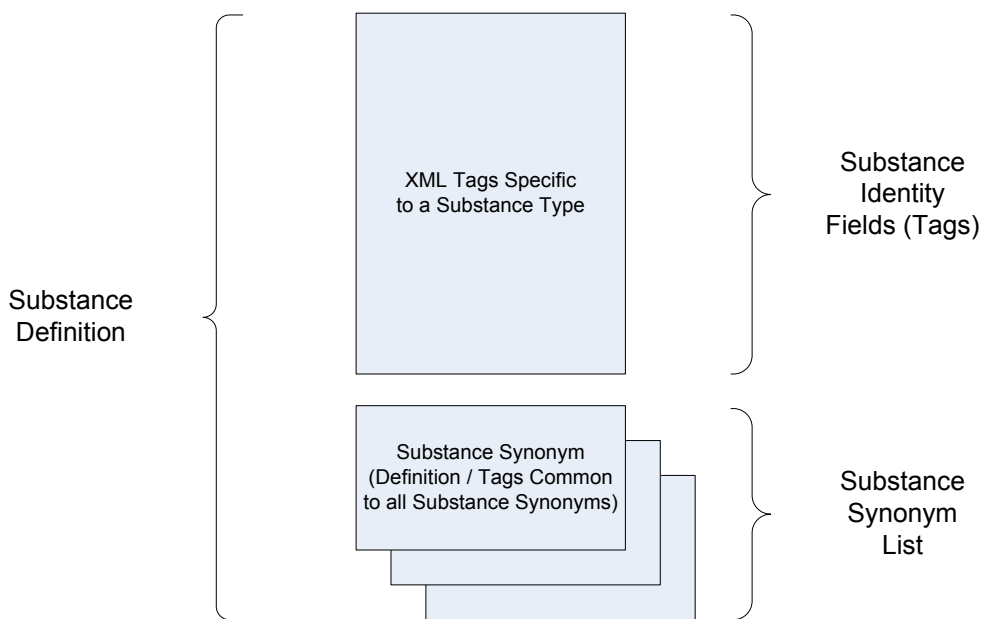 XML Tags Specific
to a Substance Type
Substance
Identity
Fields (Tags)
Substance
Definition
Substance Synonym
(Definition / Tags Common
to all Substance Synonyms)
Substance
Synonym
List